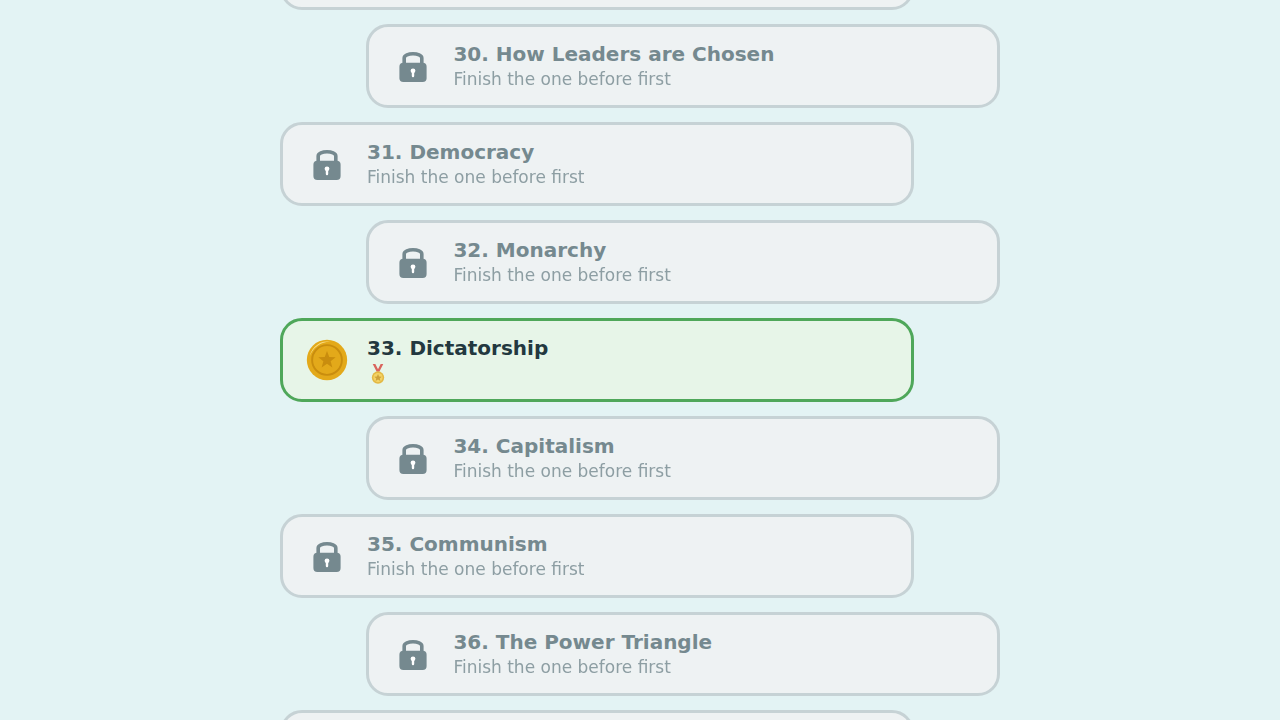 30. How Leaders are Chosen
Finish the one before first
31. Democracy
Finish the one before first
32. Monarchy
Finish the one before first
33. Dictatorship
34. Capitalism
Finish the one before first
35. Communism
Finish the one before first
36. The Power Triangle
Finish the one before first